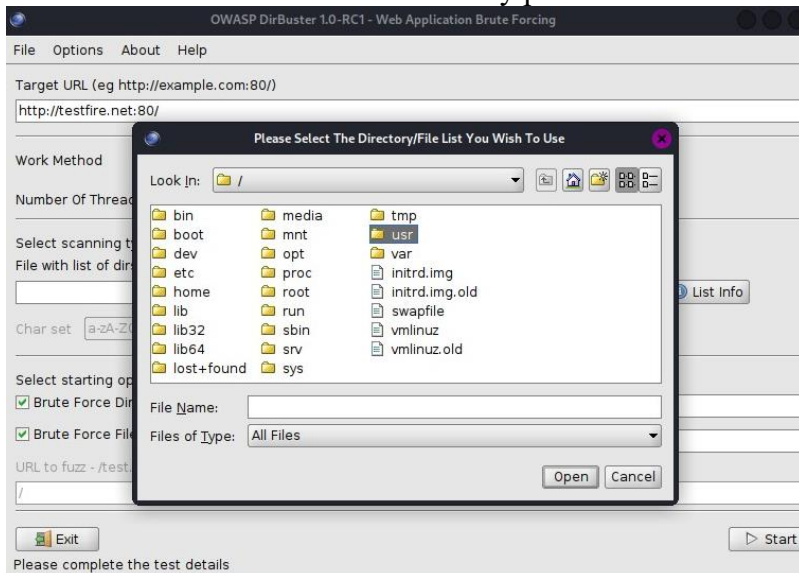 OWASP DirBuster 1.0-RC1 - Web Application Brute Forcing
File Options About Help
Target URL (eg http://example.com:80/)
http://testfire.net:80/
Please Select The Directory/File List You Wish To Use
Work Method
Look In: /
Number Of Threa
bin media tmp
boot mnt usr
dev opt var
etc proc initrd.img
home root initrd.img.old
lib run swapfile
lib32 sbin vmlinuz
lib64 srv vmlinuz.old
lost+found sys
Select scanning t
File with list of dir
List Info
Char set a-zA-Z0
File Name:
Files of Type: All Files
Open Cancel
Select starting op
Brute Force Dir
Brute Force File
URL to fuzz - /test.
/
Exit Start
Please complete the test details